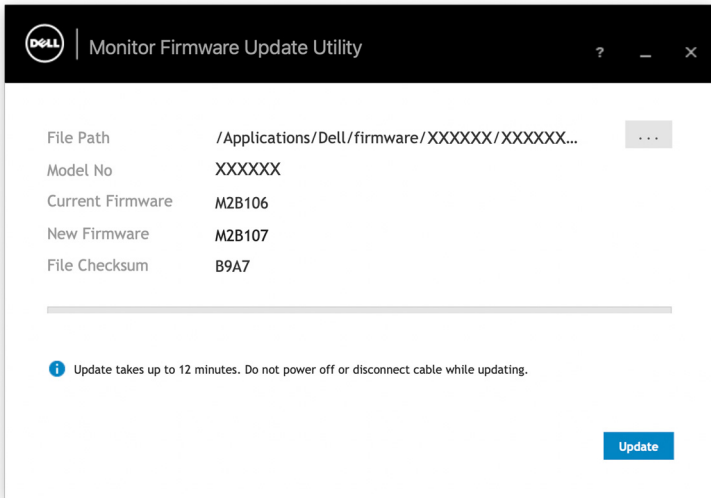 DELL Monitor Firmware Update Utility ?
File Path /Applications/Dell/firmware/XXXXXX/XXXXXX... ...
Model No XXXXXX
Current Firmware M2B106
New Firmware M2B107
File Checksum B9A7
Update takes up to 12 minutes. Do not power off or disconnect cable while updating.
Update